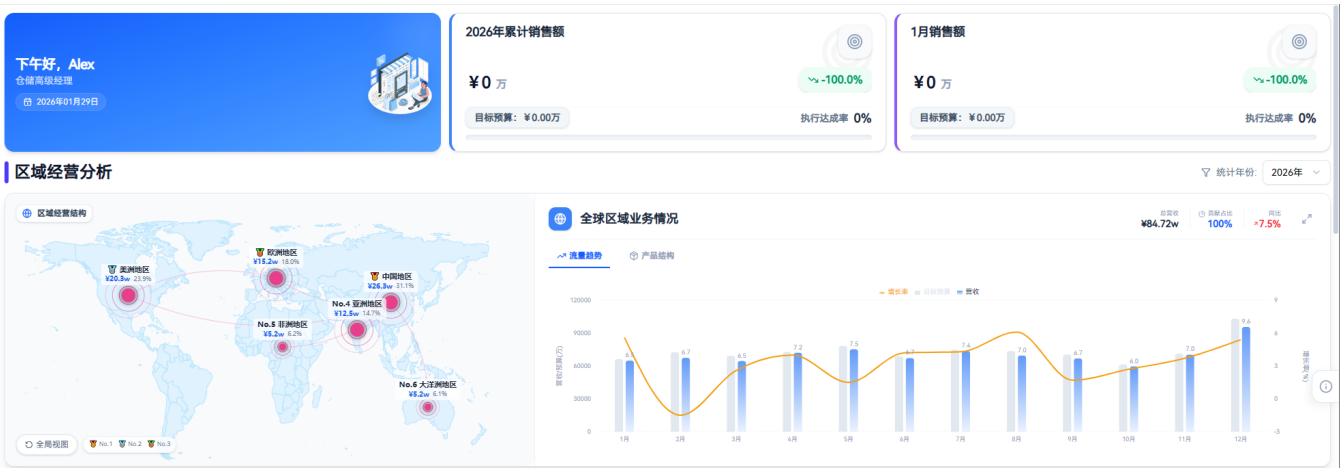 下午好，Alex
仓储高级经理
2026年01月29日
2026年累计销售额
¥0 万
-100.0%
目标预算：¥0.00万
执行达成率 0%
1月销售额
¥0 万
-100.0%
目标预算：¥0.00万
执行达成率 0%
区域经营分析
统计年份:
2026年
区域经营结构
欧洲地区
¥15.2w 18.0%
美洲地区
¥20.3w 23.9%
中国地区
¥26.3w 31.1%
No.4 亚洲地区
¥12.5w 14.7%
No.5 非洲地区
¥5.2w 6.2%
No.6 大洋洲地区
¥5.2w 6.1%
全局视图
No.1 No.2 No.3
全球区域业务情况
总营收
¥84.72w
贡献占比
100%
同比
7.5%
流量趋势
产品结构
增长率 目标预算 营收
120000
90000
60000
30000
0
营收/预算(万)
9
6
3
0
-3
增长率(%)
6.7
6.5
7.2
7.5
6.7
7.4
7.0
6.7
6.0
7.0
9.6
1月 2月 3月 4月 5月 6月 7月 8月 9月 10月 11月 12月